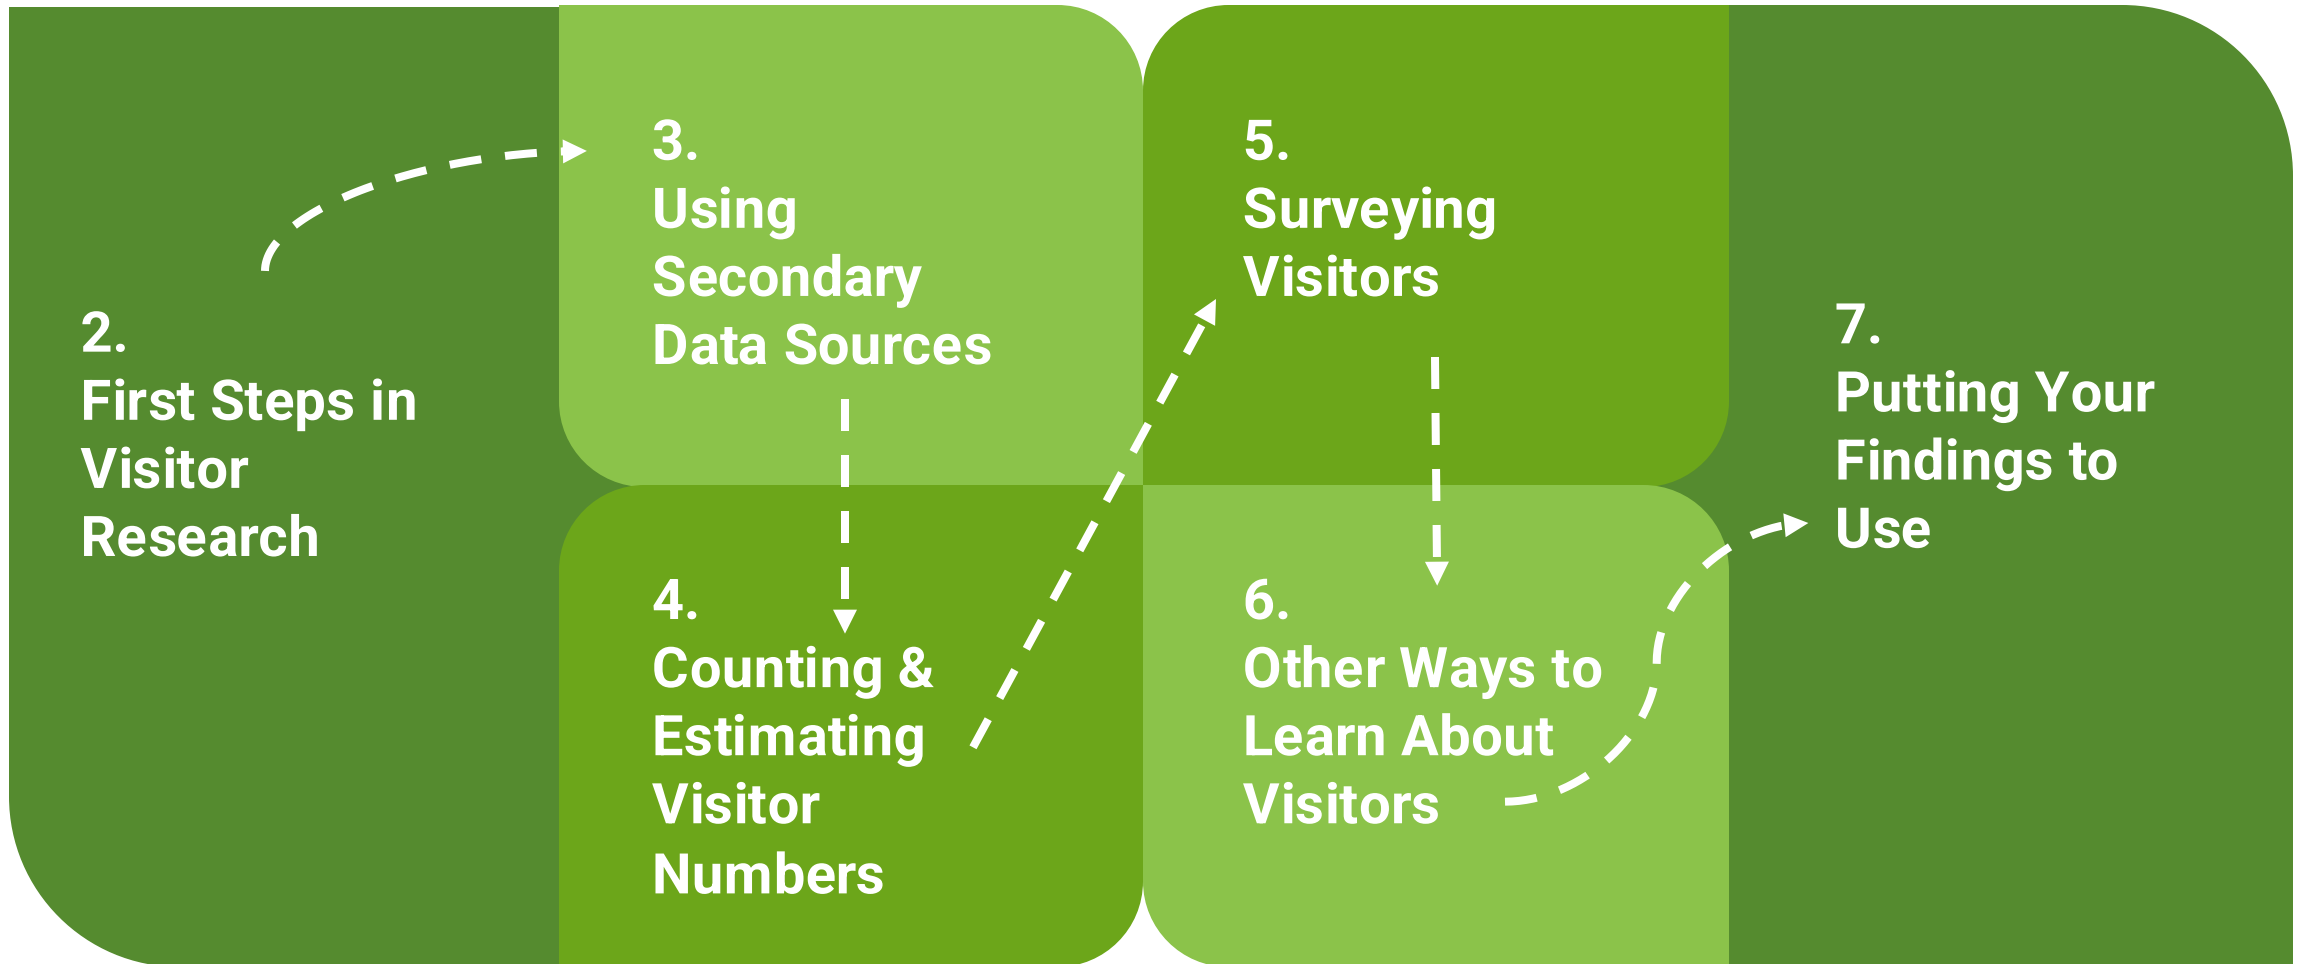 2.
First Steps in
Visitor
Research
3.
Using
Secondary
Data Sources
4.
Counting &
Estimating
Visitor
Numbers
5.
Surveying
Visitors
6.
Other Ways to
Learn About
Visitors
7.
Putting Your
Findings to
Use